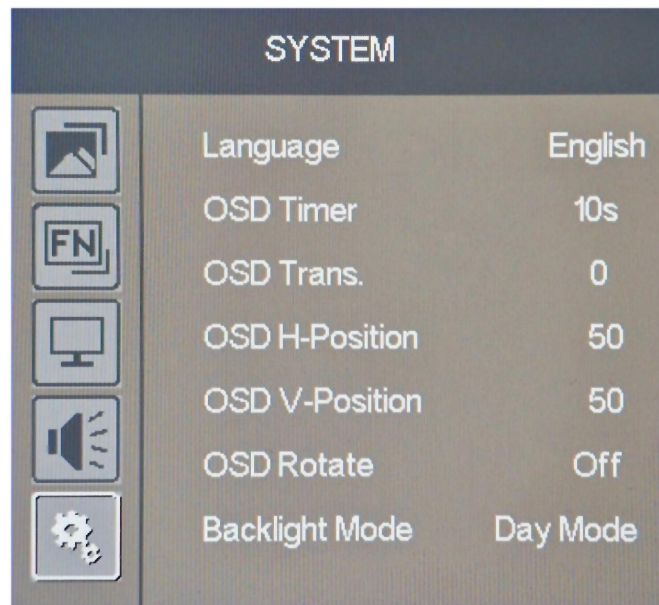 SYSTEM
Language English
OSD Timer 10s
FN
OSD Trans. 0
OSD H-Position 50
OSD V-Position 50
OSD Rotate Off
Backlight Mode Day Mode